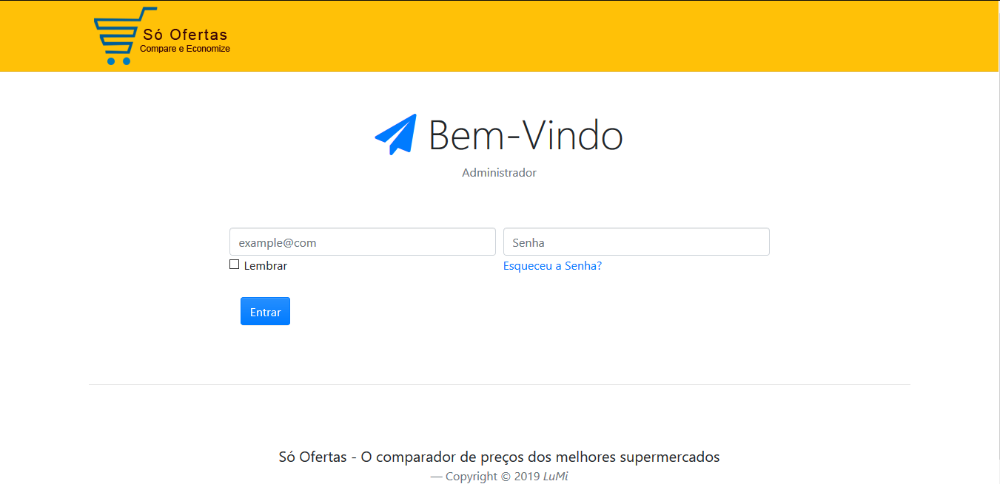 Só Ofertas
Compare e Economize
Bem-Vindo
Administrador
example@com
Senha
Lembrar
Esqueceu a Senha?
Entrar
Só Ofertas - O comparador de preços dos melhores supermercados
— Copyright © 2019 LuMi